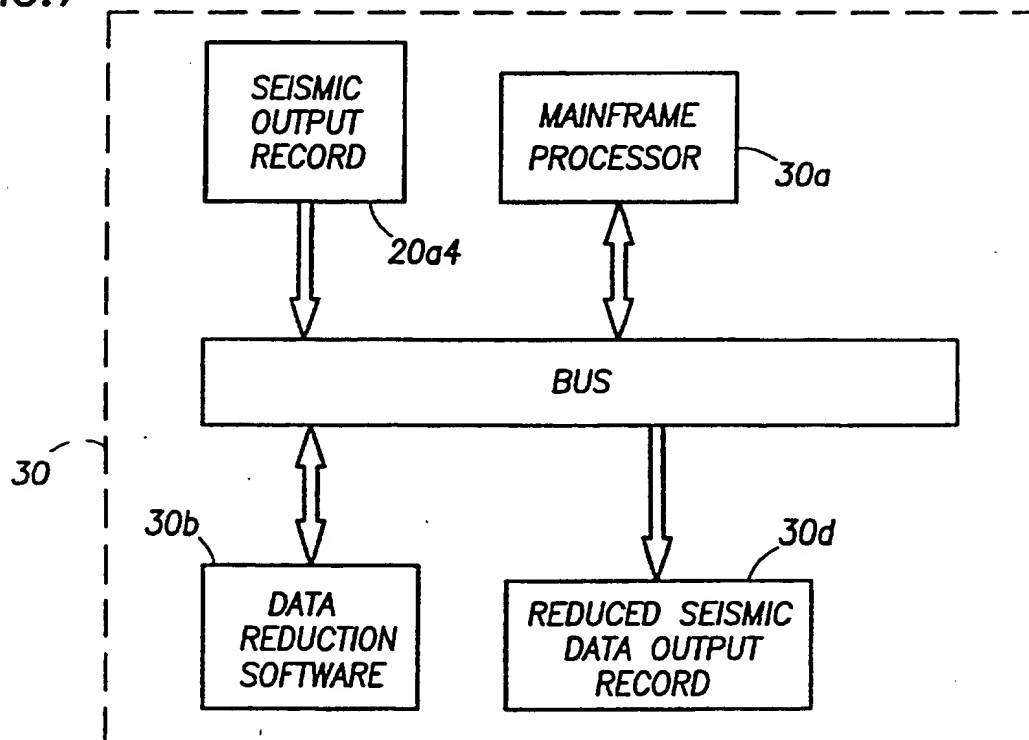 SEISMIC
OUTPUT
RECORD
MAINFRAME
PROCESSOR
30a
20a4
BUS
30
30b
30d
DATA
REDUCTION
SOFTWARE
REDUCED SEISMIC
DATA OUTPUT
RECORD